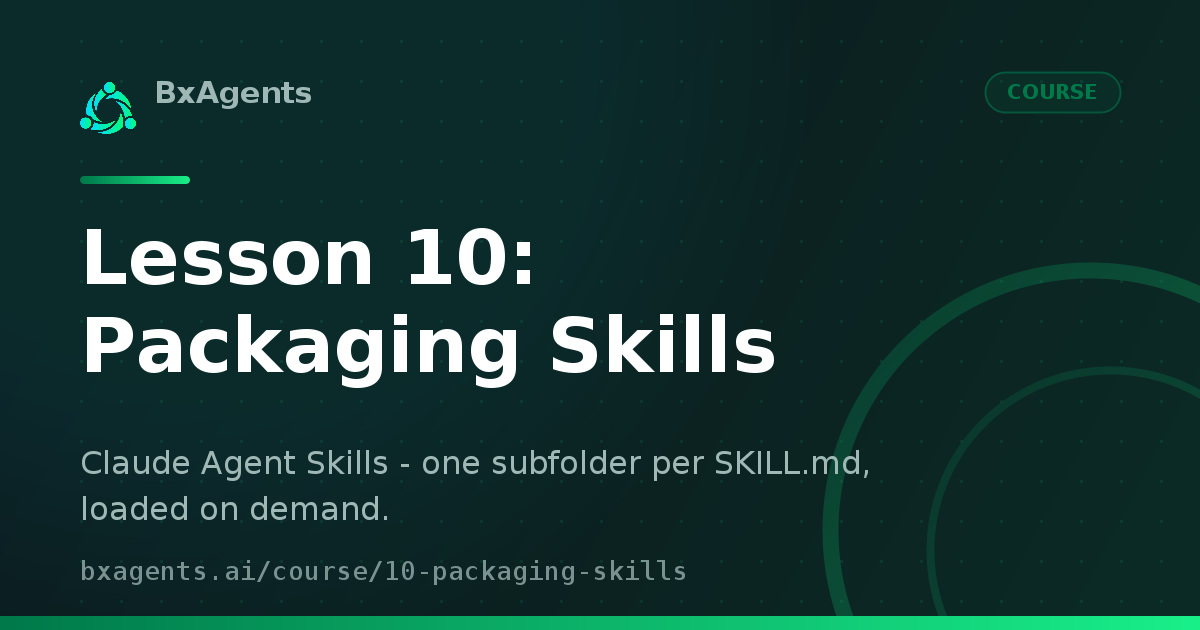 BxAgents
COURSE
Lesson 10:
Packaging Skills
Claude Agent Skills - one subfolder per SKILL.md,
loaded on demand.
bxagents.ai/course/10-packaging-skills